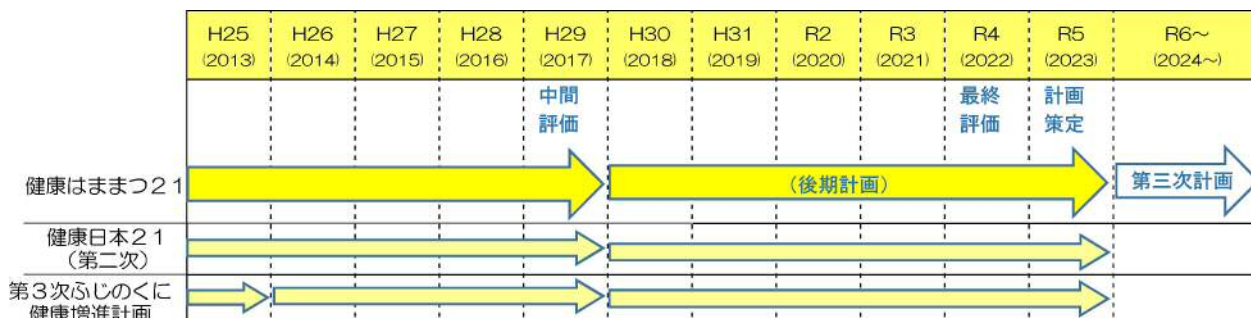 H25 H26 H27 H28 H29 H30 H31 R2 R3 R4 R5 R6～
(2013) (2014) (2015) (2016) (2017) (2018) (2019) (2020) (2021) (2022) (2023) (2024～)
中間 最終 計画
評価 評価 策定
健康はままつ２１ (後期計画) 第三次計画
健康日本２１
(第二次)
第３次ふじのくに
健康増進計画